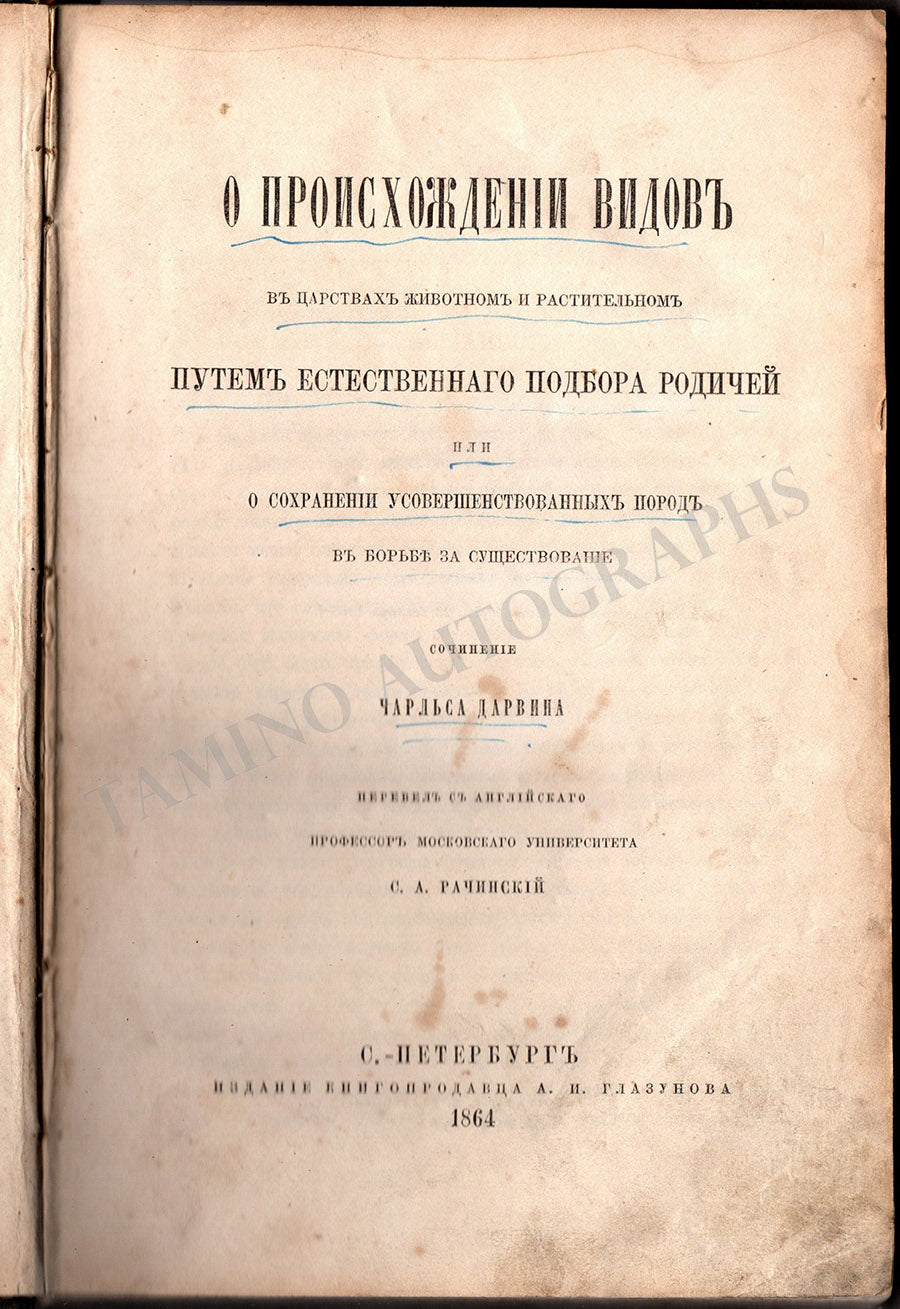 О ПРОИСХОЖДЕНІИ ВИДОВЪ
ВЪ ЦАРСТВАХЪ ЖИВОТНОМЪ И РАСТИТЕЛЬНОМЪ
ПУТЕМЪ ЕСТЕСТВЕННАГО ПОДБОРА РОДИЧЕЙ
ИЛИ
О СОХРАНЕНІИ УСОВЕРШЕНСТВОВАННЫХЪ ПОРОДЪ
ВЪ БОРЬБѢ ЗА СУЩЕСТВОВАНІЕ
СОЧИНЕНІЕ
ЧАРЛЬСА ДАРВИНА
ПЕРЕВЕЛЪ СЪ АНГЛІЙСКАГО
ПРОФЕССОРЪ МОСКОВСКАГО УНИВЕРСИТЕТА
С. А. РАЧИНСКІЙ
С.-ПЕТЕРБУРГЪ
ИЗДАНІЕ КНИГОПРОДАВЦА А. И. ГЛАЗУНОВА
1864
TAMINO AUTOGRAPHS